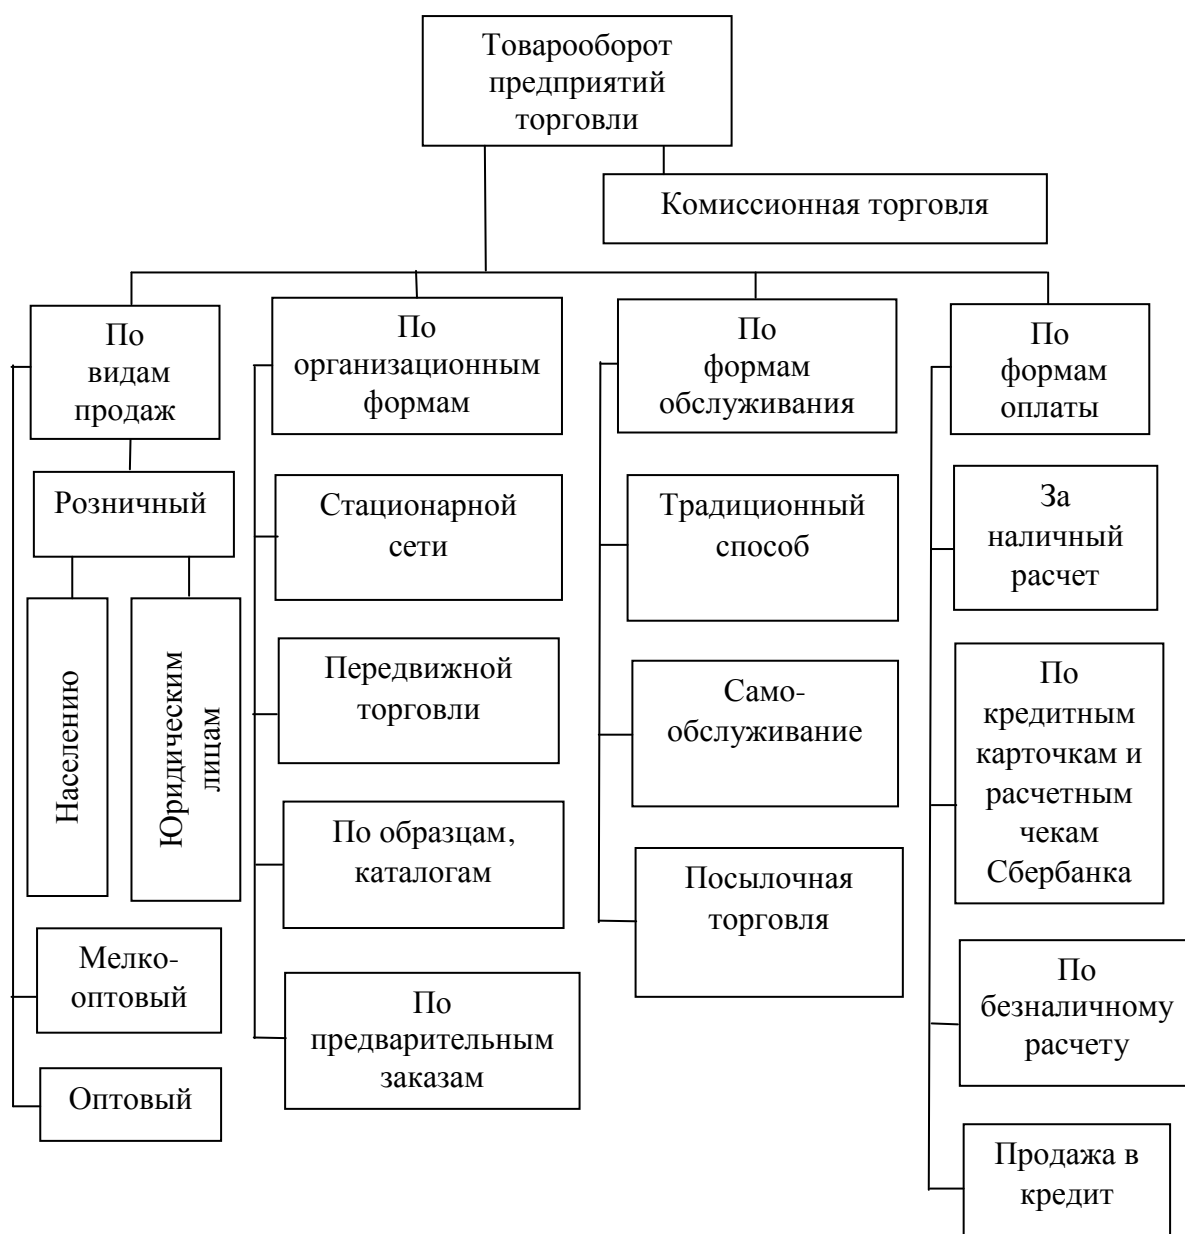 Товарооборот
предприятий
торговли
Комиссионная торговля
По
видам
продаж
Розничный
Населению
Юридическим
лицам
Мелко-
оптовый
Оптовый
По
организационным
формам
Стационарной
сети
Передвижной
торговли
По образцам,
каталогам
По
предварительным
заказам
По
формам
обслуживания
Традиционный
способ
Само-
обслуживание
Посылочная
торговля
По
формам
оплаты
За
наличный
расчет
По
кредитным
карточкам и
расчетным
чекам
Сбербанка
По
безналичному
расчету
Продажа в
кредит